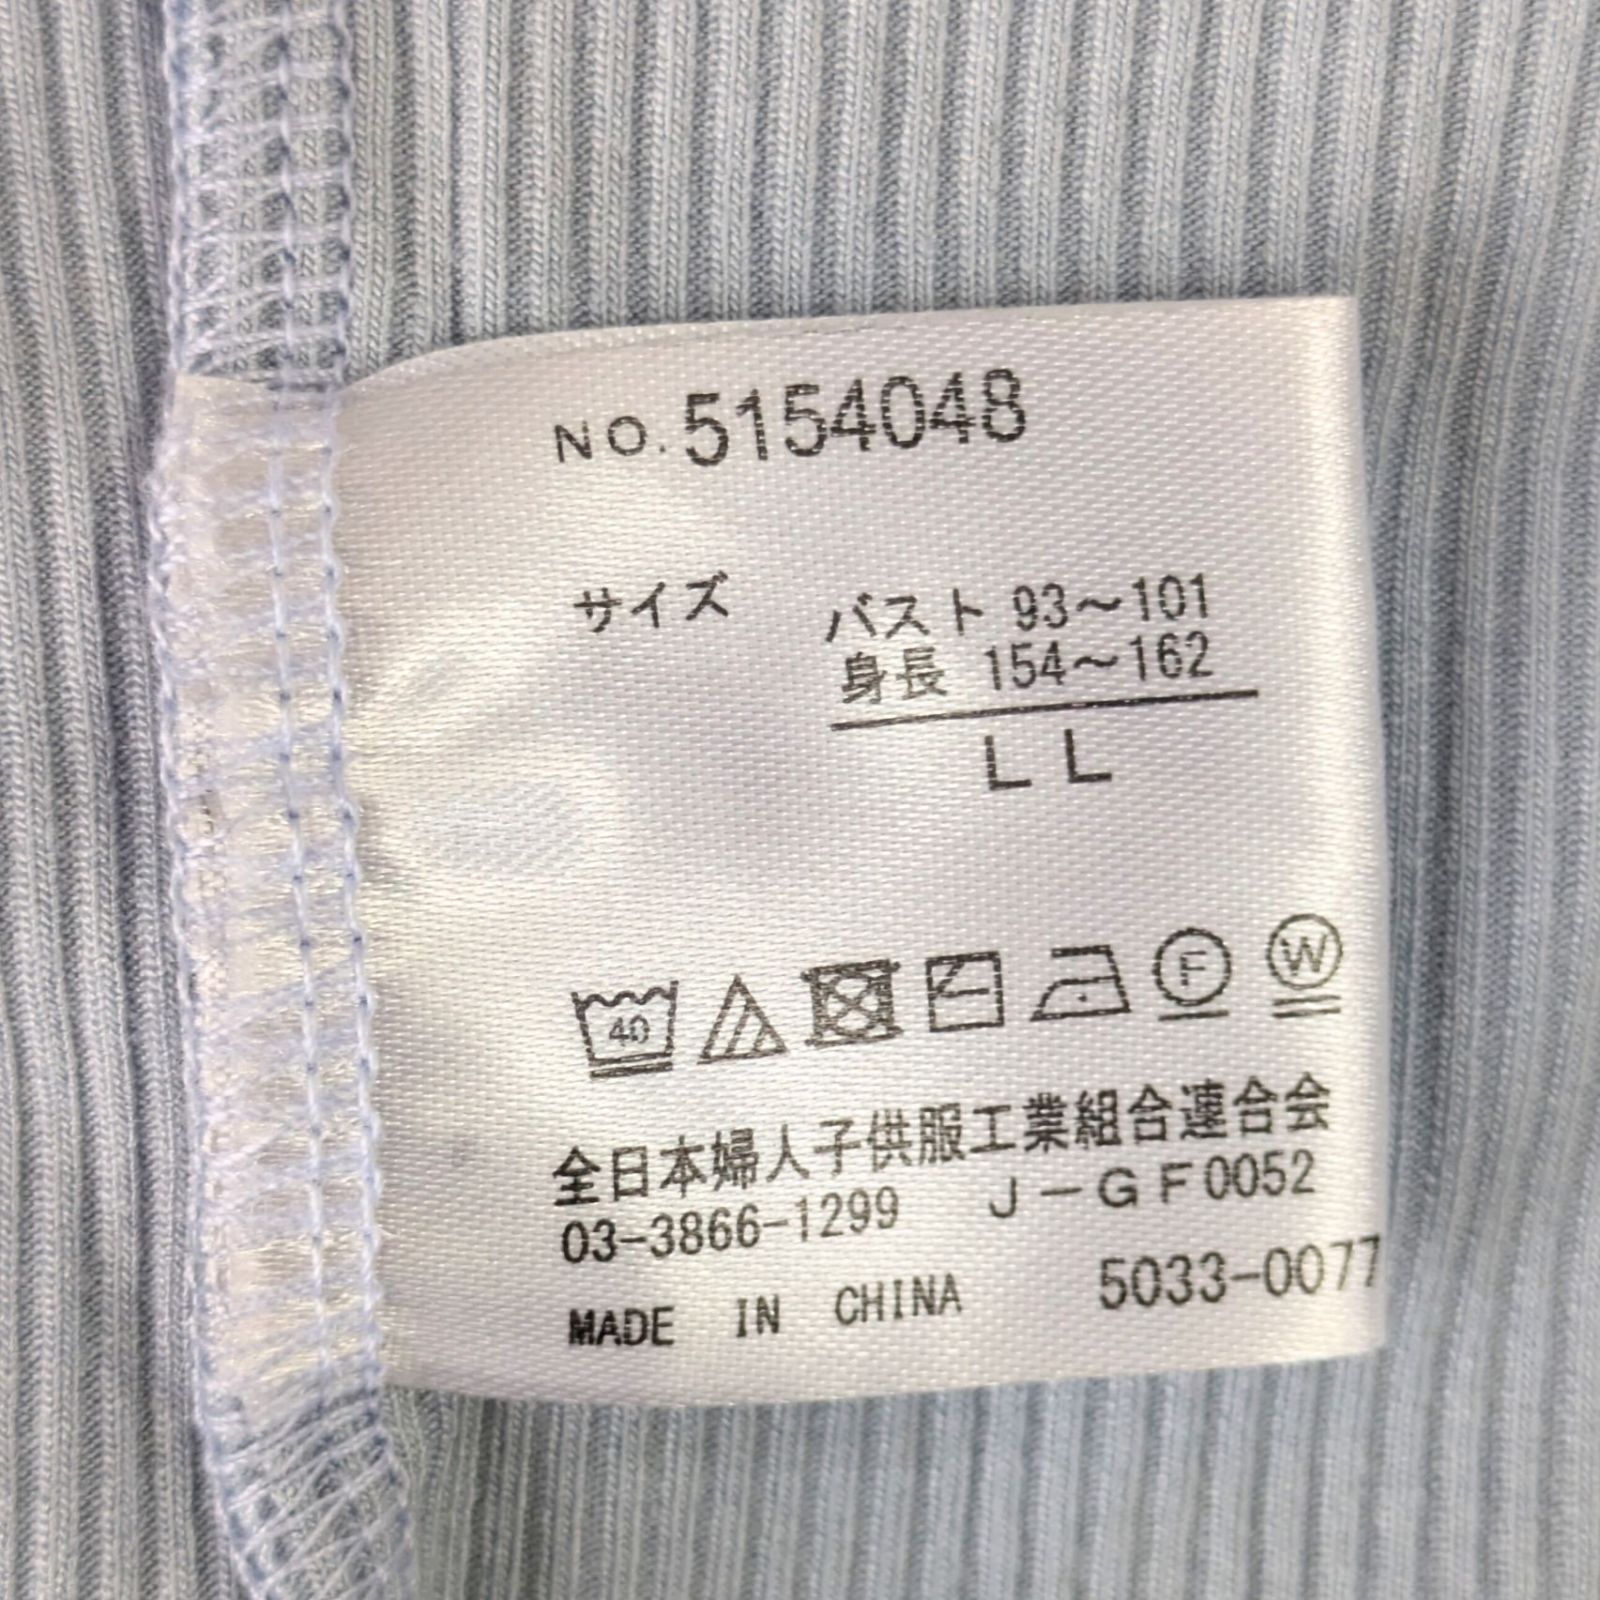 NO. 5154048
サイズ バスト 93～101
身長 154～162
LL
40 F W
全日本婦人子供服工業組合連合会
03-3866-1299 J-GF0052
MADE IN CHINA 5033-0077